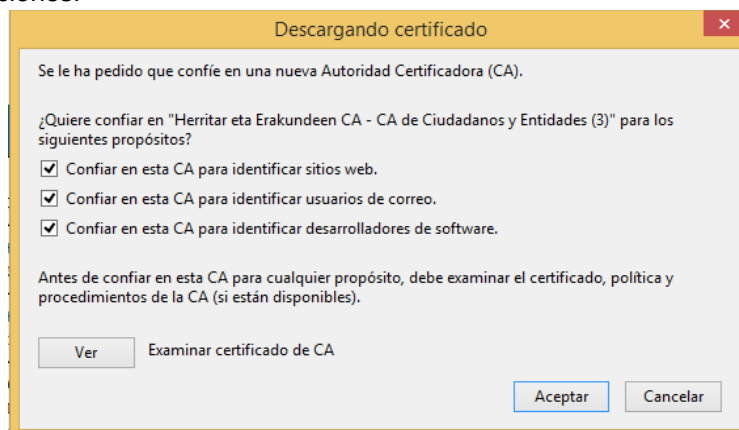 ciones.
Descargando certificado
Se le ha pedido que confíe en una nueva Autoridad Certificadora (CA).
¿Quiere confiar en "Herritar eta Erakundeen CA - CA de Ciudadanos y Entidades (3)" para los
siguientes propósitos?
Confiar en esta CA para identificar sitios web.
Confiar en esta CA para identificar usuarios de correo.
Confiar en esta CA para identificar desarrolladores de software.
Antes de confiar en esta CA para cualquier propósito, debe examinar el certificado, política y
procedimientos de la CA (si están disponibles).
Ver Examinar certificado de CA
Aceptar Cancelar